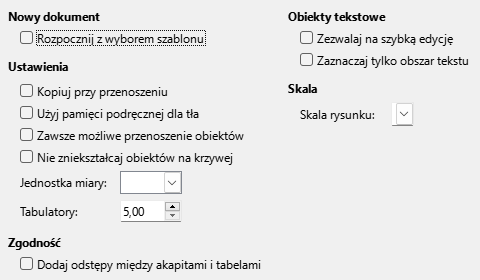 Nowy dokument
Rozpocznij z wyborem szablonu
Ustawienia
Kopiuj przy przenoszeniu
Użyj pamięci podręcznej dla tła
Zawsze możliwe przenoszenie obiektów
Nie zniekształcaj obiektów na krzywej
Jednostka miary:
Tabulatory: 5,00
Zgodność
Dodaj odstępy między akapitami i tabelami
Obiekty tekstowe
Zezwalaj na szybką edycję
Zaznaczaj tylko obszar tekstu
Skala
Skala rysunku: